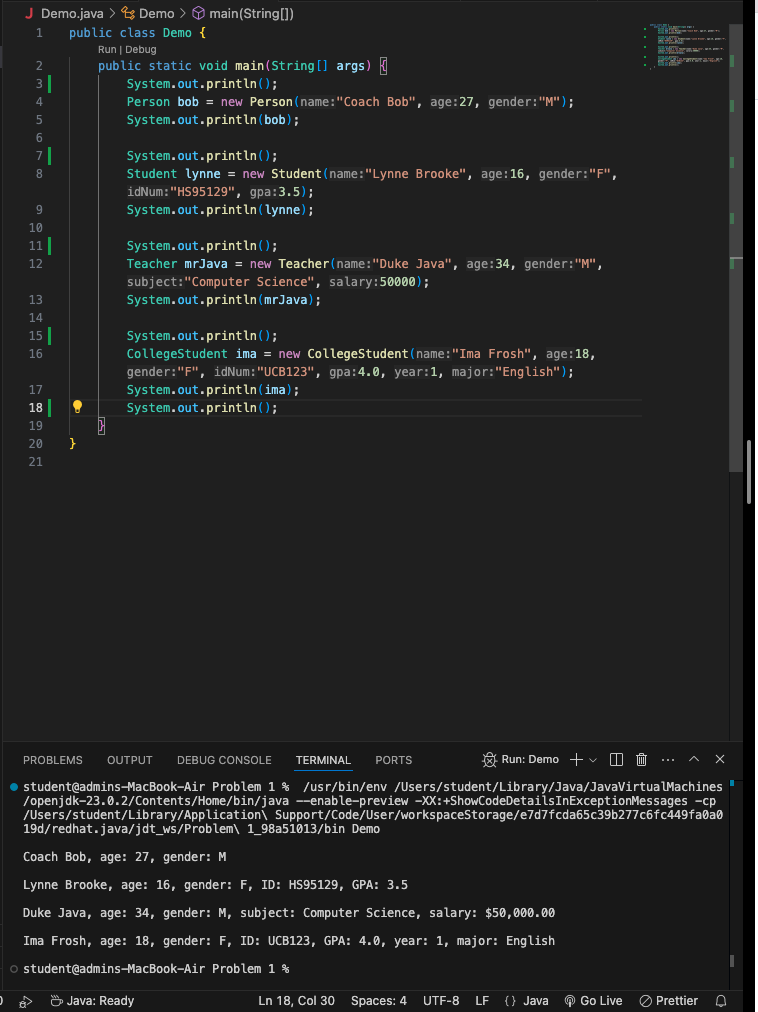 J Demo.java > Demo > main(String[])
1 public class Demo {
Run | Debug
2 public static void main(String[] args) {
3 System.out.println();
4 Person bob = new Person(name:"Coach Bob", age:27, gender:"M");
5 System.out.println(bob);
6
7 System.out.println();
8 Student lynne = new Student(name:"Lynne Brooke", age:16, gender:"F",
idNum:"HS95129", gpa:3.5);
9 System.out.println(lynne);
10
11 System.out.println();
12 Teacher mrJava = new Teacher(name:"Duke Java", age:34, gender:"M",
subject:"Computer Science", salary:50000);
13 System.out.println(mrJava);
14
15 System.out.println();
16 CollegeStudent ima = new CollegeStudent(name:"Ima Frosh", age:18,
gender:"F", idNum:"UCB123", gpa:4.0, year:1, major:"English");
17 System.out.println(ima);
18 System.out.println();
19 }
20 }
21
PROBLEMS OUTPUT DEBUG CONSOLE TERMINAL PORTS Run: Demo
student@admins-MacBook-Air Problem 1 % /usr/bin/env /Users/student/Library/Java/JavaVirtualMachines
/openjdk-23.0.2/Contents/Home/bin/java --enable-preview -XX:+ShowCodeDetailsInExceptionMessages -cp
/Users/student/Library/Application\ Support/Code/User/workspaceStorage/e7d7fcda65c39b277c6fc449fa0a0
19d/redhat.java/jdt_ws/Problem\ 1_98a51013/bin Demo
Coach Bob, age: 27, gender: M
Lynne Brooke, age: 16, gender: F, ID: HS95129, GPA: 3.5
Duke Java, age: 34, gender: M, subject: Computer Science, salary: $50,000.00
Ima Frosh, age: 18, gender: F, ID: UCB123, GPA: 4.0, year: 1, major: English
student@admins-MacBook-Air Problem 1 %
Java: Ready Ln 18, Col 30 Spaces: 4 UTF-8 LF {} Java Go Live Prettier